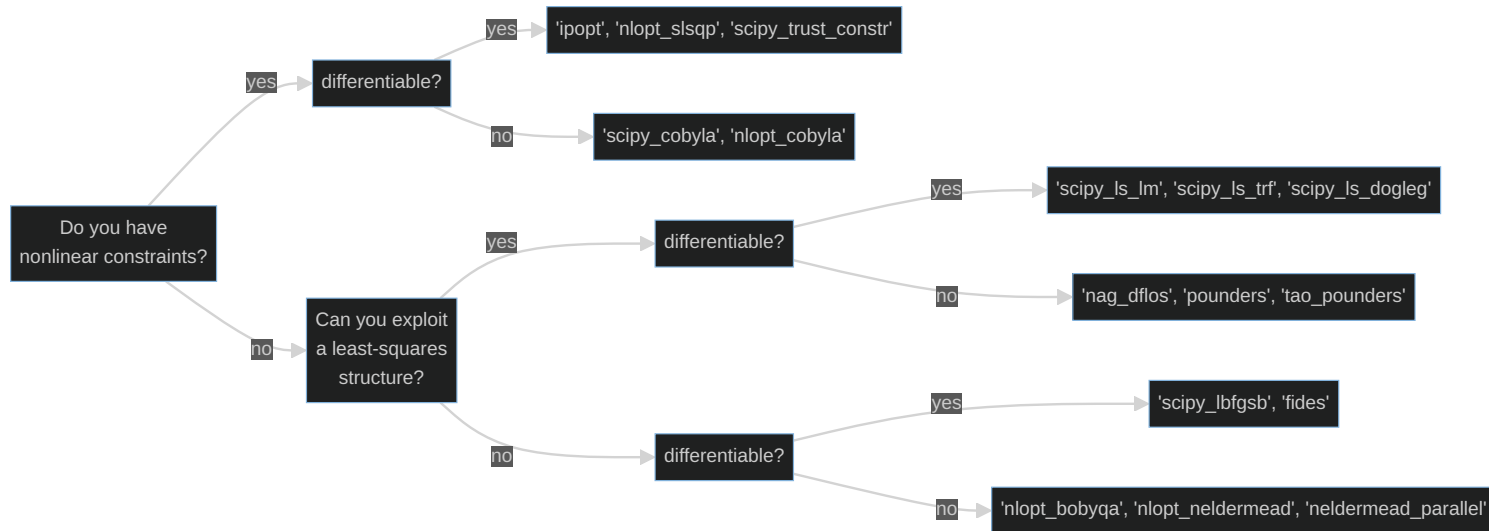 yes
'ipopt', 'nlopt_slsqp', 'scipy_trust_constr'
yes
differentiable?
no
'scipy_cobyla', 'nlopt_cobyla'
Do you have
nonlinear constraints?
yes
'scipy_ls_lm', 'scipy_ls_trf', 'scipy_ls_dogleg'
yes
differentiable?
no
'nag_dflos', 'pounders', 'tao_pounders'
no
Can you exploit
a least-squares
structure?
yes
'scipy_lbfgsb', 'fides'
no
differentiable?
no
'nlopt_bobyqa', 'nlopt_neldermead', 'neldermead_parallel'